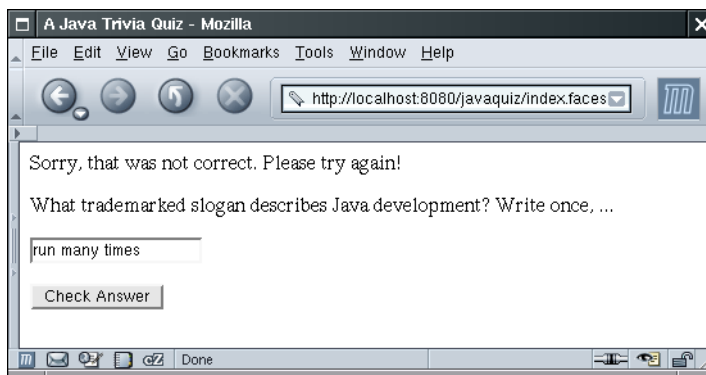 A Java Trivia Quiz - Mozilla
File Edit View Go Bookmarks Tools Window Help
http://localhost:8080/javaquiz/index.faces
Sorry, that was not correct. Please try again!
What trademarked slogan describes Java development? Write once, ...
run many times
Check Answer
Done